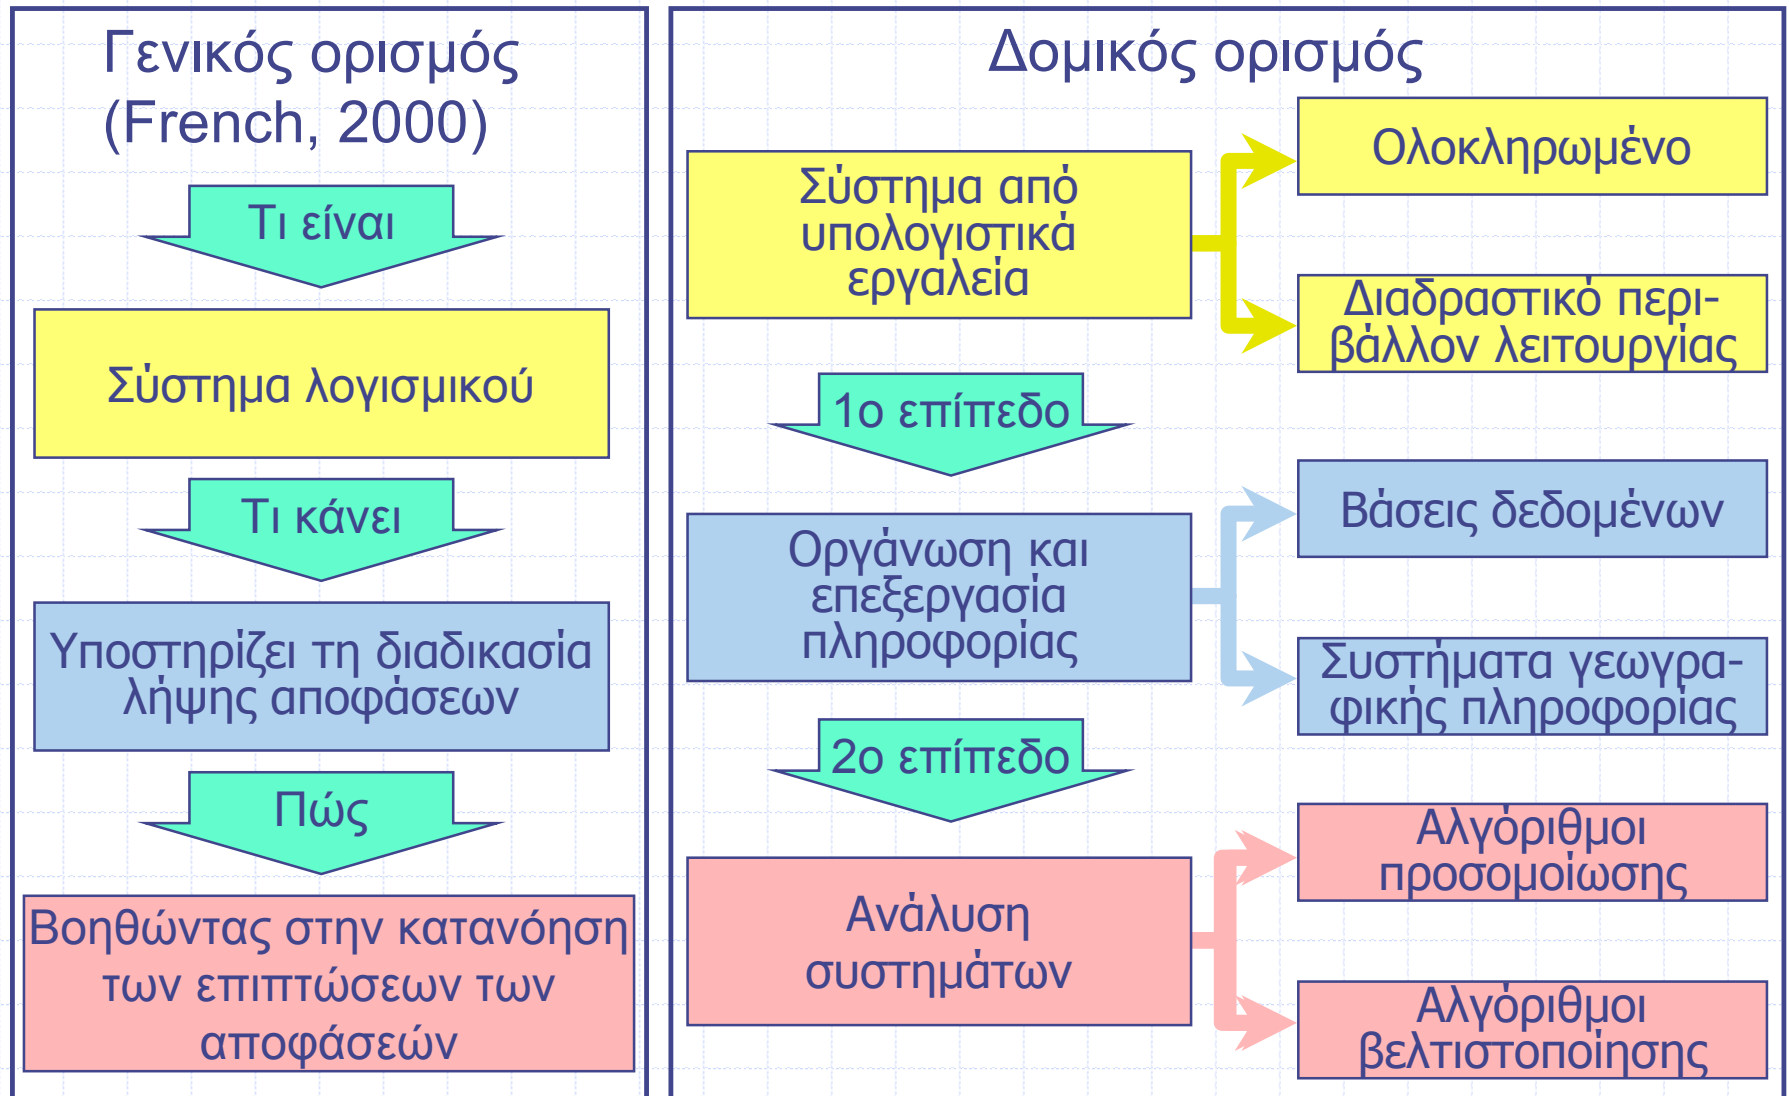 Γενικός ορισμός
(French, 2000)
Τι είναι
Σύστημα λογισμικού
Τι κάνει
Υποστηρίζει τη διαδικασία
λήψης αποφάσεων
Πώς
Βοηθώντας στην κατανόηση
των επιπτώσεων των
αποφάσεών
Δομικός ορισμός
Σύστημα από
υπολογιστικά
εργαλεία
Ολοκληρωμένο
Διαδραστικό περι-
βάλλον λειτουργίας
1ο επίπεδο
Οργάνωση και
επεξεργασία
πληροφορίας
Βάσεις δεδομένων
Συστήματα γεωγρα-
φικής πληροφορίας
2ο επίπεδο
Ανάλυση
συστημάτων
Αλγόριθμοι
προσομοίωσης
Αλγόριθμοι
βελτιστοποίησης